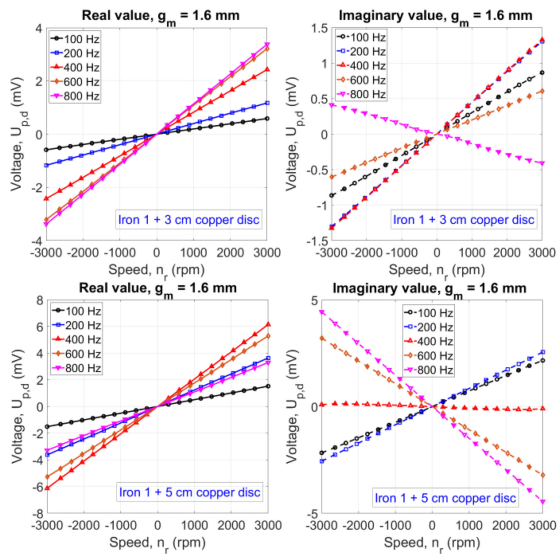 Real value, g_m = 1.6 mm
4
2
0
-2
-4
Voltage, U_p,d (mV)
100 Hz
200 Hz
400 Hz
600 Hz
800 Hz
Iron 1 + 3 cm copper disc
-3000 -2000 -1000 0 1000 2000 3000
Speed, n_r (rpm)
Imaginary value, g_m = 1.6 mm
1.5
1
0.5
0
-0.5
-1
-1.5
Voltage, U_p,d (mV)
100 Hz
200 Hz
400 Hz
600 Hz
800 Hz
Iron 1 + 3 cm copper disc
-3000 -2000 -1000 0 1000 2000 3000
Speed, n_r (rpm)
Real value, g_m = 1.6 mm
8
6
4
2
0
-2
-4
-6
-8
Voltage, U_p,d (mV)
100 Hz
200 Hz
400 Hz
600 Hz
800 Hz
Iron 1 + 5 cm copper disc
-3000 -2000 -1000 0 1000 2000 3000
Speed, n_r (rpm)
Imaginary value, g_m = 1.6 mm
5
0
-5
Voltage, U_p,d (mV)
100 Hz
200 Hz
400 Hz
600 Hz
800 Hz
Iron 1 + 5 cm copper disc
-3000 -2000 -1000 0 1000 2000 3000
Speed, n_r (rpm)